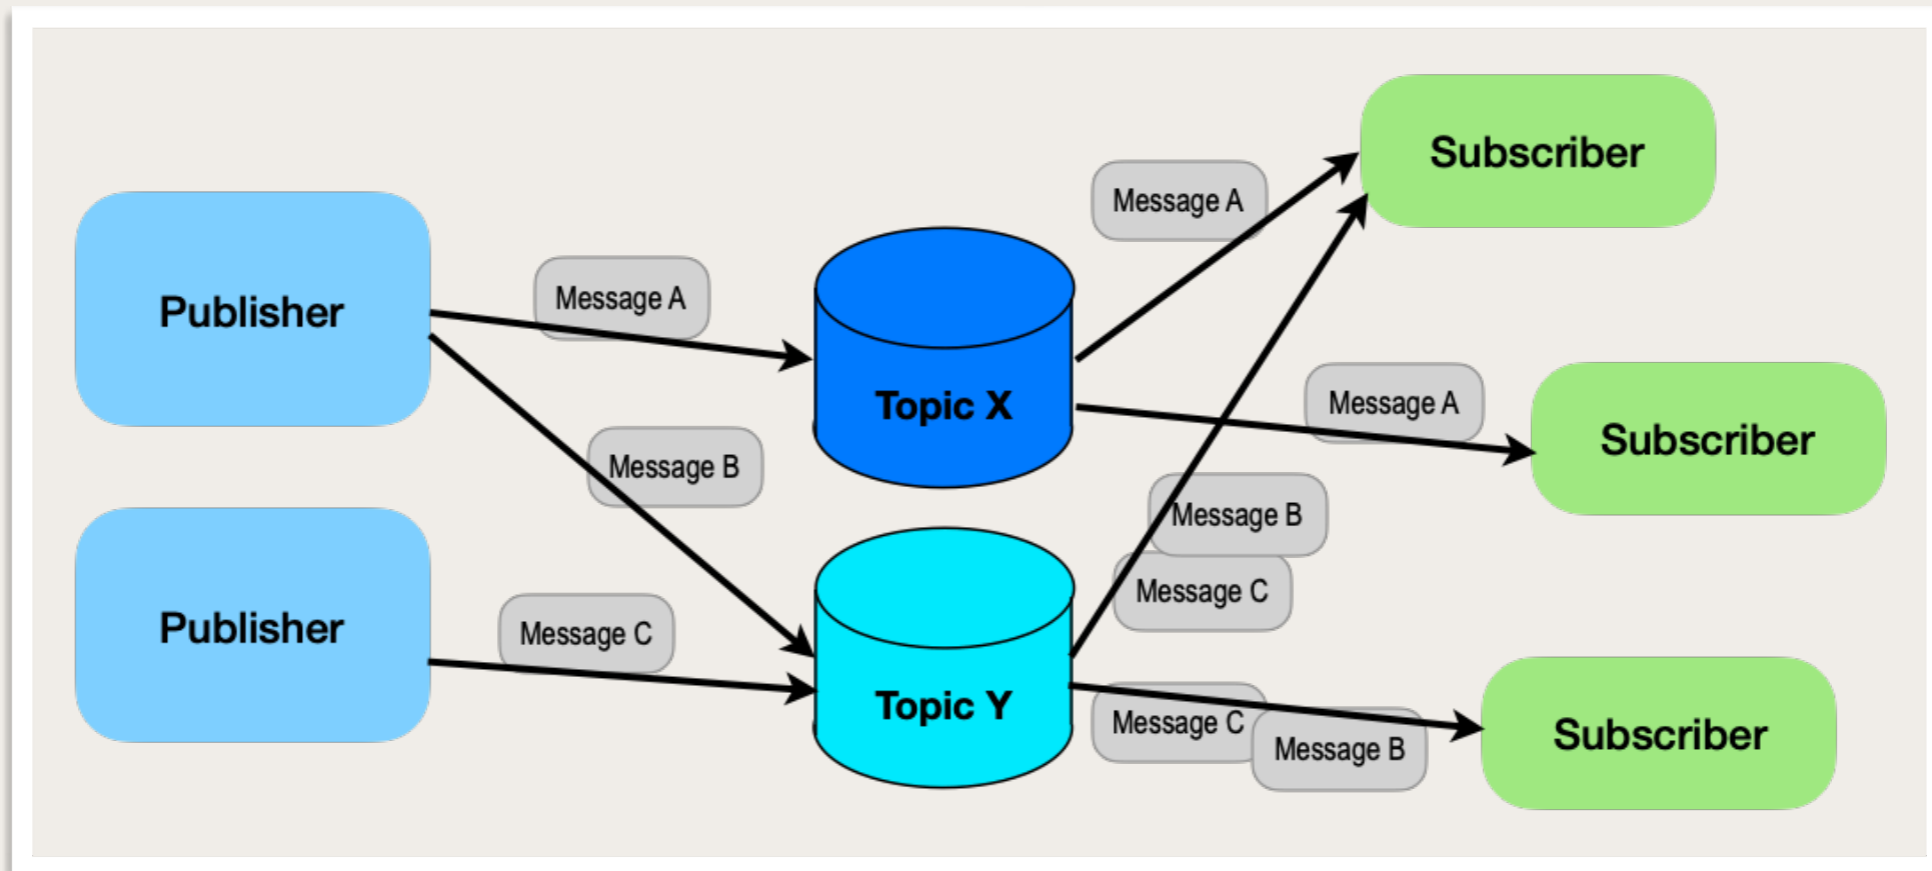 Publisher
Message A
Message B
Publisher
Message C
Topic X
Topic Y
Message A
Subscriber
Message A
Subscriber
Message B
Message C
Message C
Message B
Subscriber